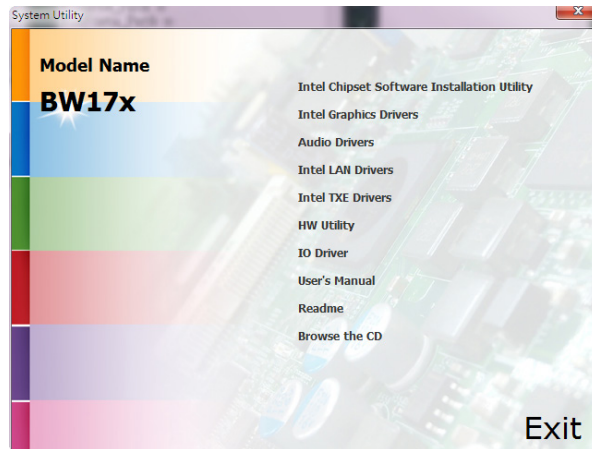 System Utility
Model Name
BW17x
Intel Chipset Software Installation Utility
Intel Graphics Drivers
Audio Drivers
Intel LAN Drivers
Intel TXE Drivers
HW Utility
IO Driver
User's Manual
Readme
Browse the CD
Exit